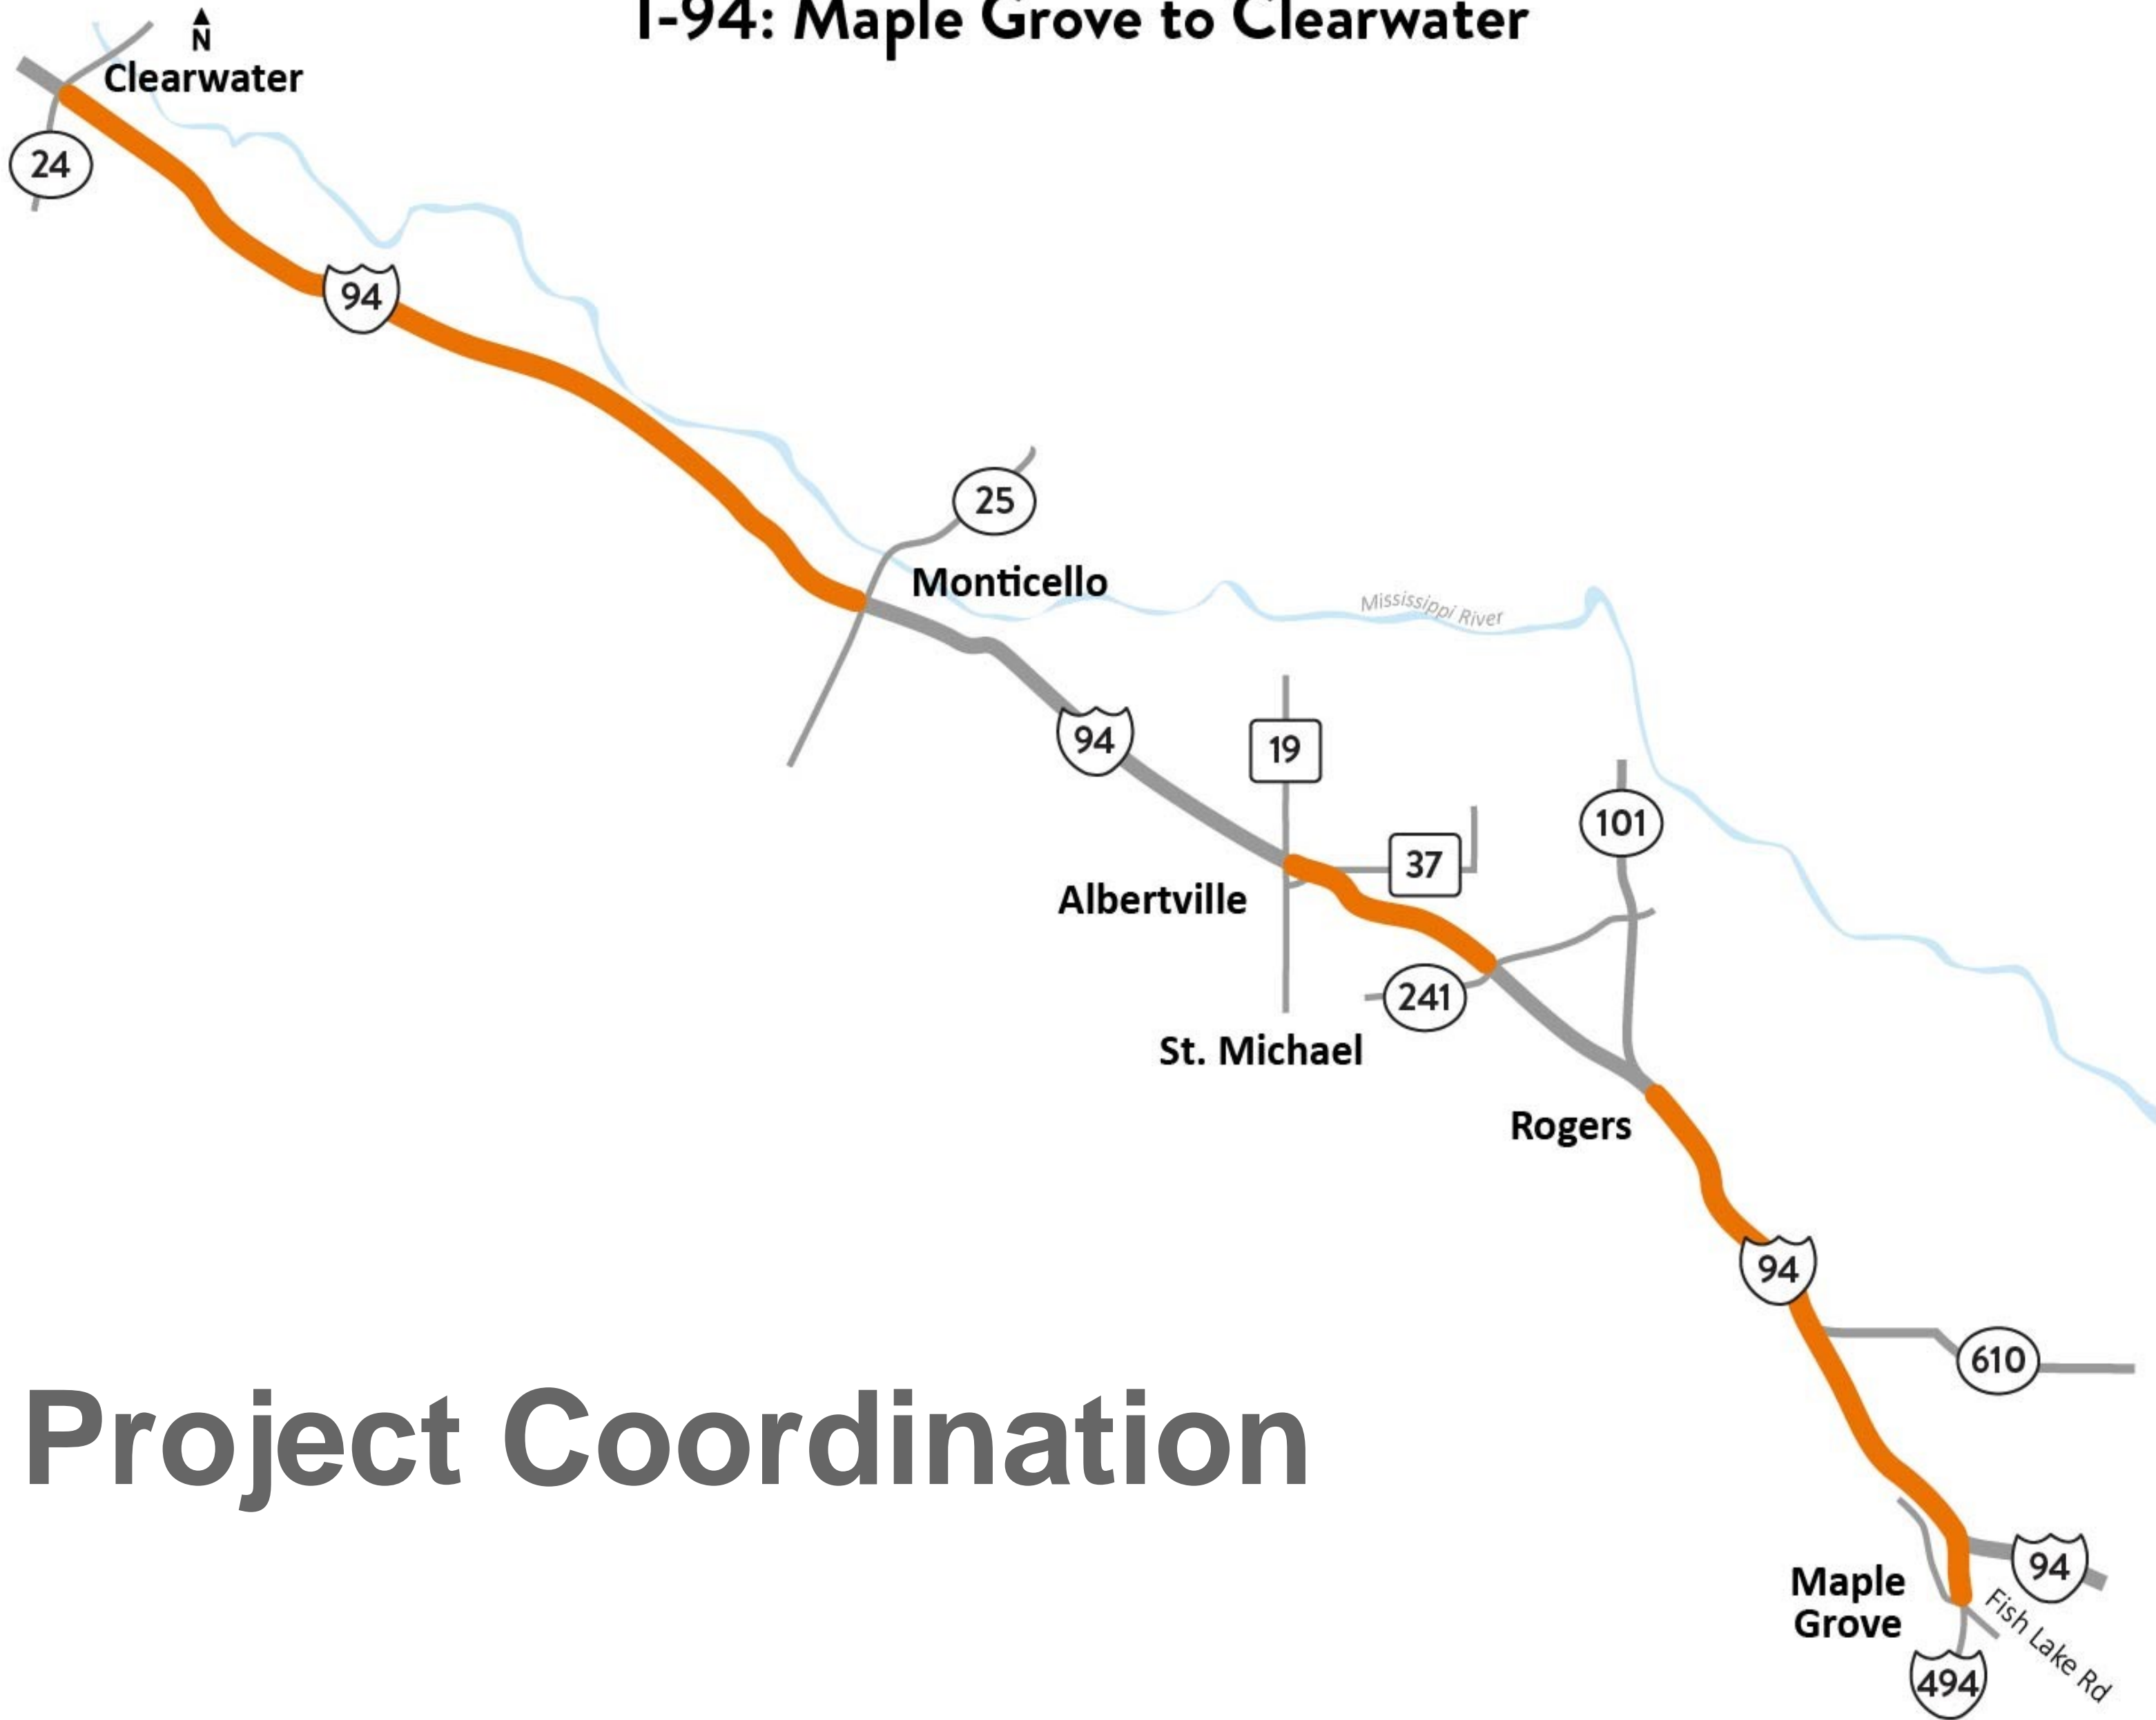 I-94: Maple Grove to Clearwater
N
Clearwater
24
94
25
Monticello
Mississippi River
94
19
101
37
Albertville
241
St. Michael
Rogers
94
610
Project Coordination
94
Maple
Grove
Fish Lake Rd
494